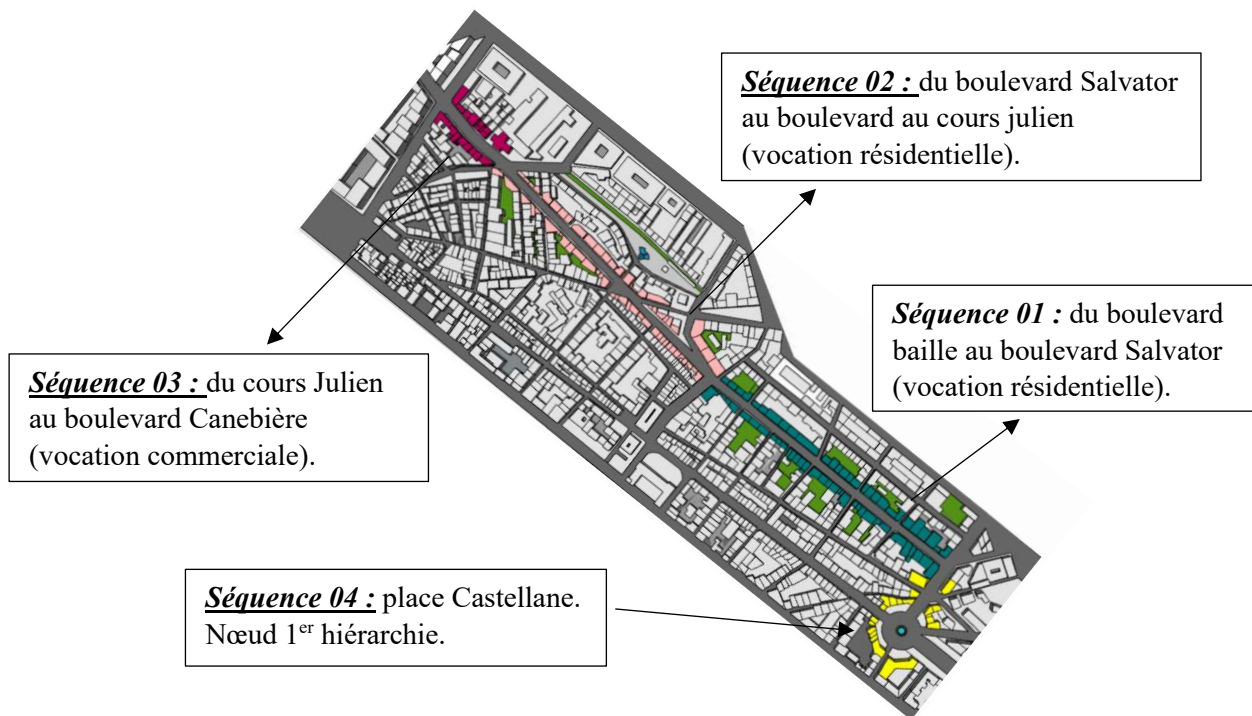 Séquence 02 : du boulevard Salvator
au boulevard au cours julien
(vocation résidentielle).
Séquence 01 : du boulevard
baille au boulevard Salvator
(vocation résidentielle).
Séquence 03 : du cours Julien
au boulevard Canebière
(vocation commerciale).
Séquence 04 : place Castellane.
Nœud 1er hiérarchie.